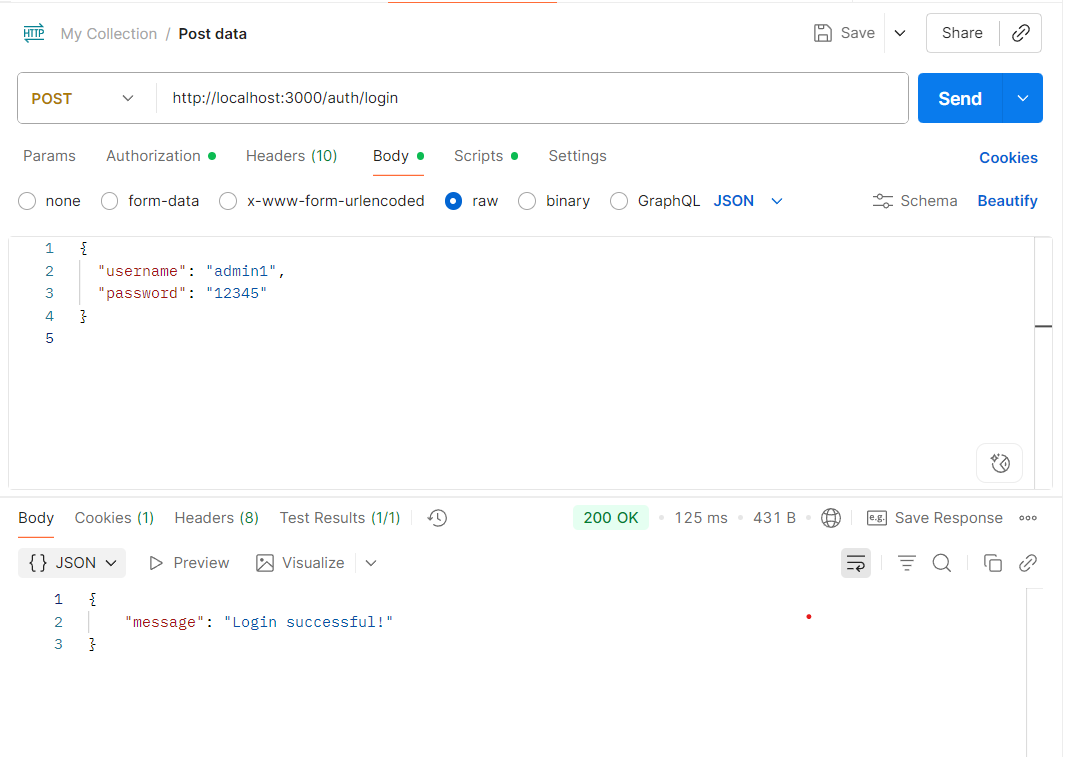 HTTP My Collection / Post data Save Share
POST http://localhost:3000/auth/login Send
Params Authorization Headers (10) Body Scripts Settings Cookies
none form-data x-www-form-urlencoded raw binary GraphQL JSON Schema Beautify
1 {
2 "username": "admin1",
3 "password": "12345"
4 }
5
Body Cookies (1) Headers (8) Test Results (1/1) 200 OK • 125 ms • 431 B • e.g. Save Response
{} JSON Preview Visualize
1 {
2 "message": "Login successful!"
3 }